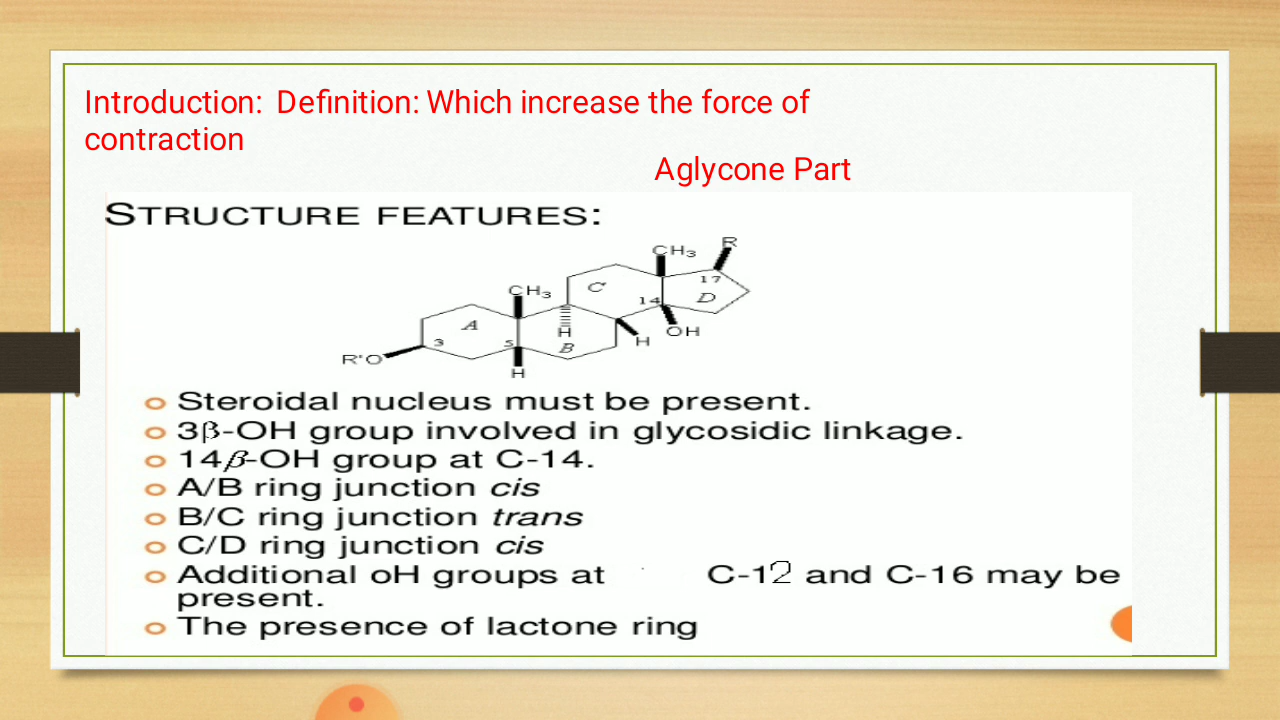 Introduction: Definition: Which increase the force of
contraction
Aglycone Part
STRUCTURE FEATURES:
R
CH₃
17
C
CH₃
14
D
A
H
OH
3
5
B
H
R'O
H
Steroidal nucleus must be present.
3β-OH group involved in glycosidic linkage.
14β-OH group at C-14.
A/B ring junction cis
B/C ring junction trans
C/D ring junction cis
Additional oH groups at C-12 and C-16 may be
present.
The presence of lactone ring